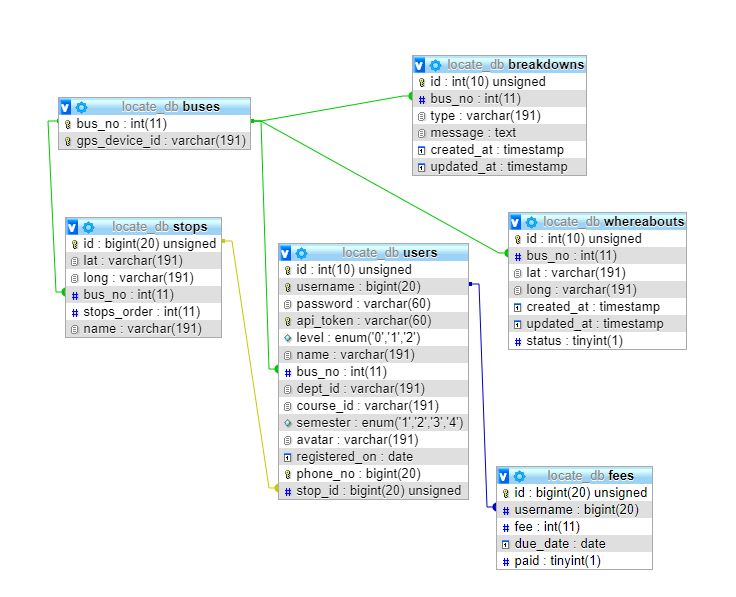 locate_db breakdowns
id : int(10) unsigned
bus_no : int(11)
type : varchar(191)
message : text
created_at : timestamp
updated_at : timestamp
locate_db buses
bus_no : int(11)
gps_device_id : varchar(191)
locate_db stops
id : bigint(20) unsigned
lat : varchar(191)
long : varchar(191)
bus_no : int(11)
stops_order : int(11)
name : varchar(191)
locate_db whereabouts
id : int(10) unsigned
bus_no : int(11)
lat : varchar(191)
long : varchar(191)
created_at : timestamp
updated_at : timestamp
status : tinyint(1)
locate_db users
id : int(10) unsigned
username : bigint(20)
password : varchar(60)
api_token : varchar(60)
level : enum('0','1','2')
name : varchar(191)
bus_no : int(11)
dept_id : varchar(191)
course_id : varchar(191)
semester : enum('1','2','3','4')
avatar : varchar(191)
registered_on : date
phone_no : bigint(20)
stop_id : bigint(20) unsigned
locate_db fees
id : bigint(20) unsigned
username : bigint(20)
fee : int(11)
due_date : date
paid : tinyint(1)